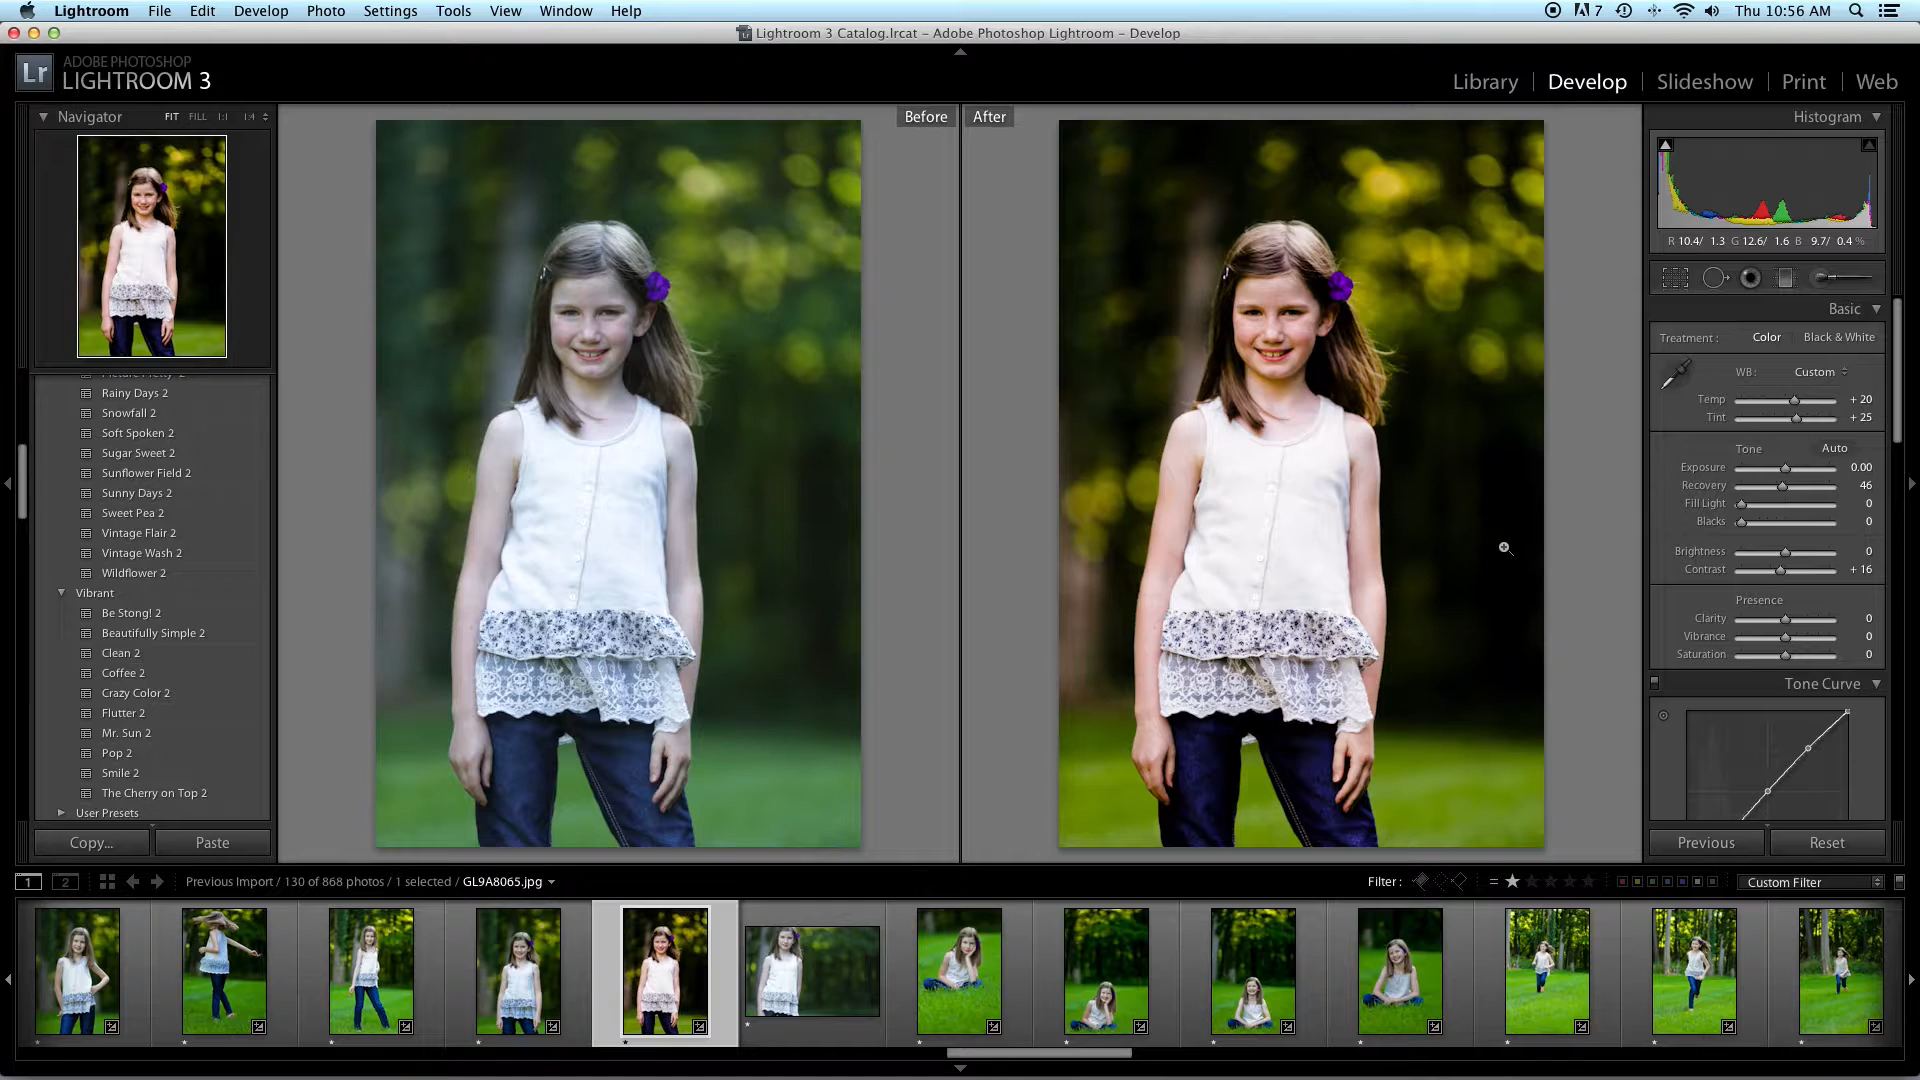 Lightroom File Edit Develop Photo Settings Tools View Window Help 7 Thu 10:56 AM
Lightroom 3 Catalog.lrcat – Adobe Photoshop Lightroom – Develop
Lr ADOBE PHOTOSHOP
LIGHTROOM 3
Library | Develop | Slideshow | Print | Web
Navigator FIT FILL 1:1 1:4
Before
After
Histogram
R 10.4/ 1.3 G 12.6/ 1.6 B 9.7/ 0.4 %
Basic
Treatment : Color Black & White
WB : Custom
Temp + 20
Tint + 25
Tone Auto
Exposure 0.00
Recovery 46
Fill Light 0
Blacks 0
Brightness 0
Contrast + 16
Presence
Clarity 0
Vibrance 0
Saturation 0
Tone Curve
Previous Reset
Rainy Days 2
Snowfall 2
Soft Spoken 2
Sugar Sweet 2
Sunflower Field 2
Sunny Days 2
Sweet Pea 2
Vintage Flair 2
Vintage Wash 2
Wildflower 2
Vibrant
Be Stong! 2
Beautifully Simple 2
Clean 2
Coffee 2
Crazy Color 2
Flutter 2
Mr. Sun 2
Pop 2
Smile 2
The Cherry on Top 2
User Presets
Copy... Paste
1 2 Previous Import / 130 of 868 photos / 1 selected / GL9A8065.jpg
Filter : Custom Filter